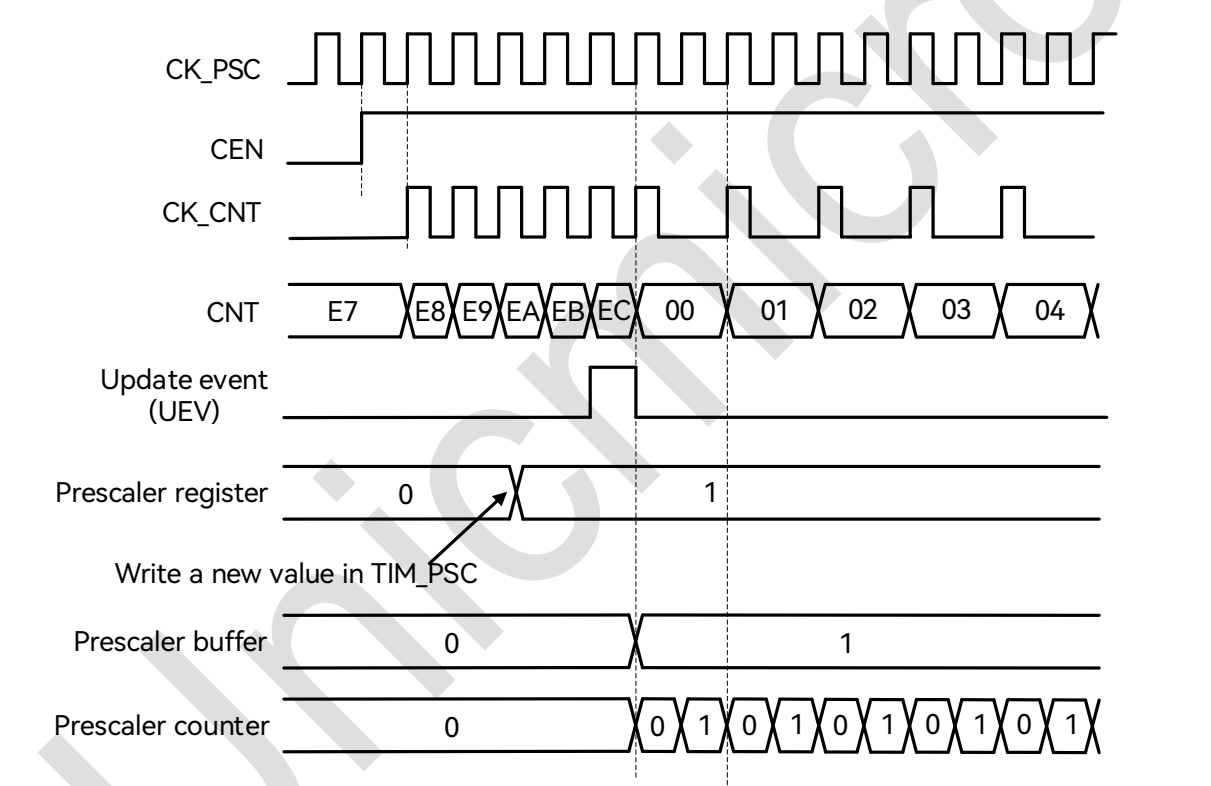 CK_PSC
CEN
CK_CNT
CNT E7 E8 E9 EA EB EC 00 01 02 03 04
Update event
(UEV)
Prescaler register 0 1
Write a new value in TIM_PSC
Prescaler buffer 0 1
Prescaler counter 0 0 1 0 1 0 1 0 1 0 1
Unicmicro